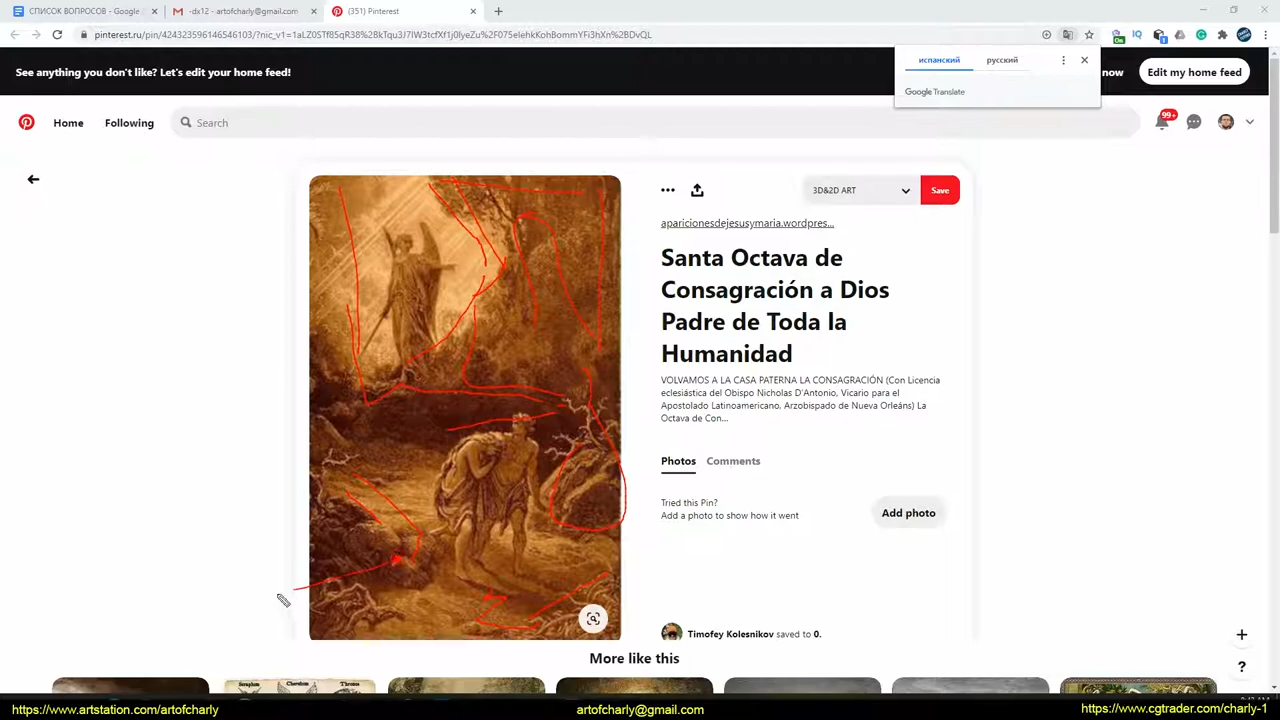 СПИСОК ВОПРОСОВ - Google Д
-dx12 - artofcharly@gmail.com
(351) Pinterest
pinterest.ru/pin/424323596146546103/?nic_v1=1aLZ0STf85qR38%2BkTqu3J7IW3tcfXf1j0lyeZu%2F075eIehkKohBommYFi3hXn%2BDvQL
On
IQ
See anything you don't like? Let's edit your home feed!
now
Edit my home feed
испанский
русский
Google Translate
Home
Following
Search
99+
3D&2D ART
Save
aparicionesdejesusymaria.wordpres...
Santa Octava de
Consagración a Dios
Padre de Toda la
Humanidad
VOLVAMOS A LA CASA PATERNA LA CONSAGRACIÓN (Con Licencia
eclesiástica del Obispo Nicholas D'Antonio, Vicario para el
Apostolado Latinoamericano, Arzobispado de Nueva Orleáns) La
Octava de Con...
Photos
Comments
Tried this Pin?
Add a photo to show how it went
Add photo
Timofey Kolesnikov saved to 0.
More like this
Seraphim
Cherubim
https://www.artstation.com/artofcharly
artofcharly@gmail.com
https://www.cgtrader.com/charly-1